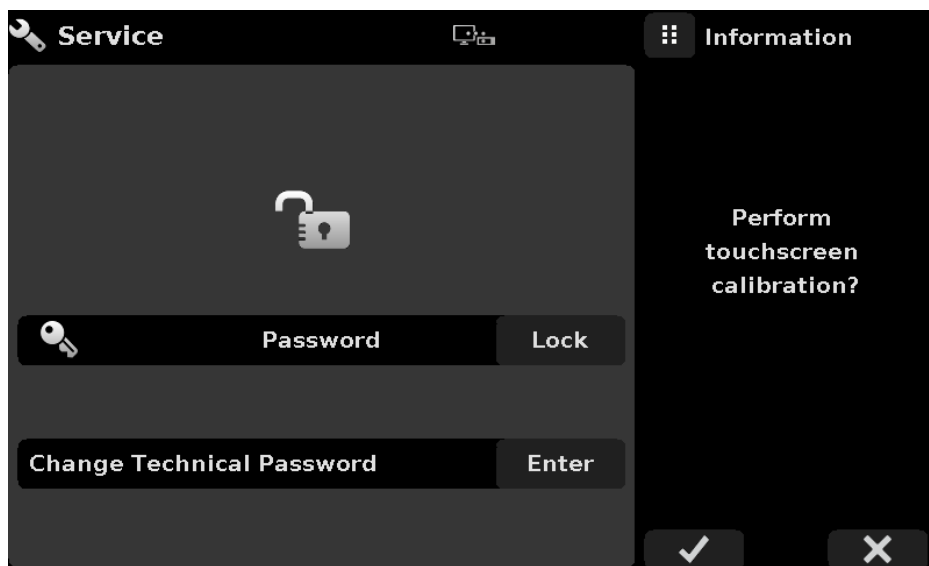 Service
Information
Perform
touchscreen
calibration?
Password
Lock
Change Technical Password
Enter